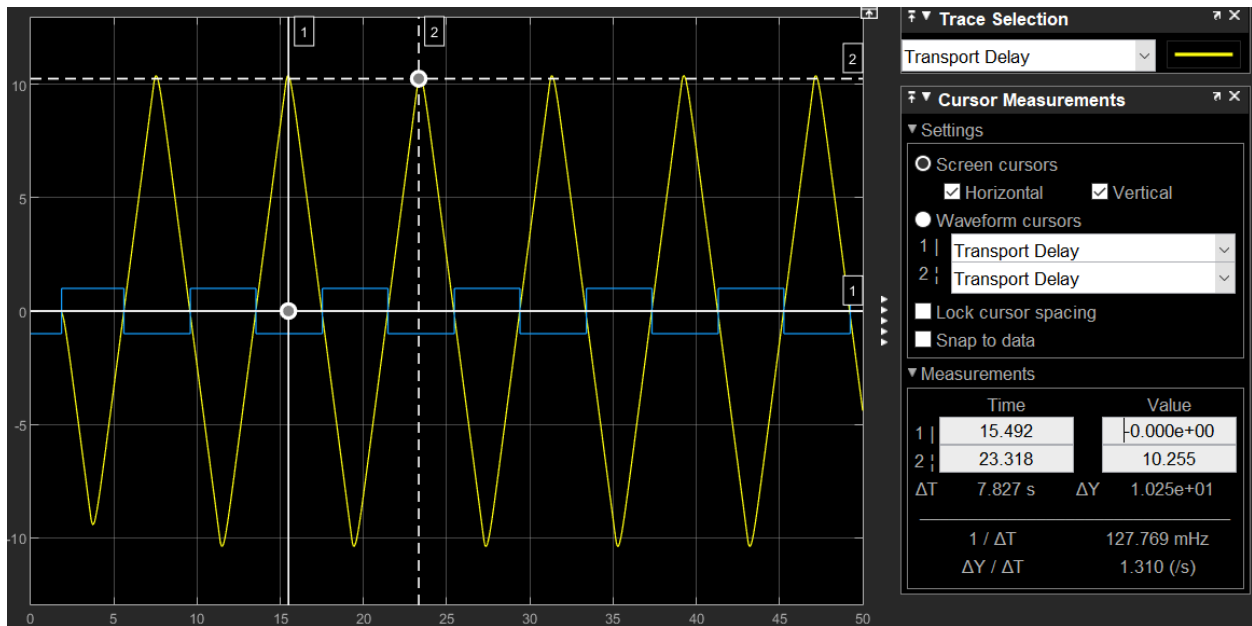 1
2
2
1
10
5
0
-5
-10
0 5 10 15 20 25 30 35 40 45 50
Trace Selection
Transport Delay
Cursor Measurements
Settings
Screen cursors
Horizontal Vertical
Waveform cursors
1 | Transport Delay
2 ¦ Transport Delay
Lock cursor spacing
Snap to data
Measurements
Time Value
1 | 15.492 -0.000e+00
2 ¦ 23.318 10.255
ΔT 7.827 s ΔY 1.025e+01
1 / ΔT 127.769 mHz
ΔY / ΔT 1.310 (/s)